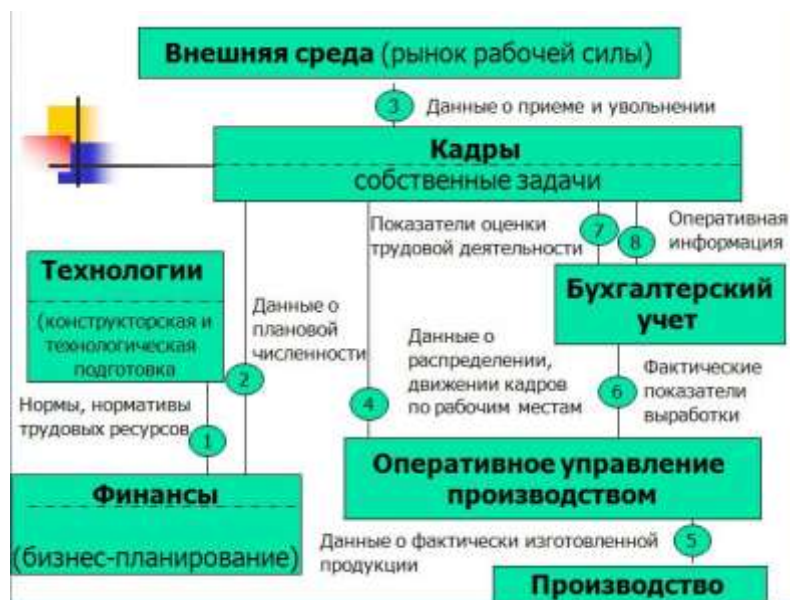 Внешняя среда (рынок рабочей силы)
3 Данные о приеме и увольнении
Кадры
собственные задачи
Показатели оценки
трудовой деятельности
7
8
Оперативная
информация
Технологии
(конструкторская и
технологическая
подготовка
Данные о
плановой
численности
2
Бухгалтерский
учет
Данные о
распределении,
движении кадров
по рабочим местам
4
6
Фактические
показатели
выработки
Нормы, нормативы
трудовых ресурсов
1
Финансы
(бизнес-планирование)
Оперативное управление
производством
Данные о фактически изготовленной
продукции
5
Производство